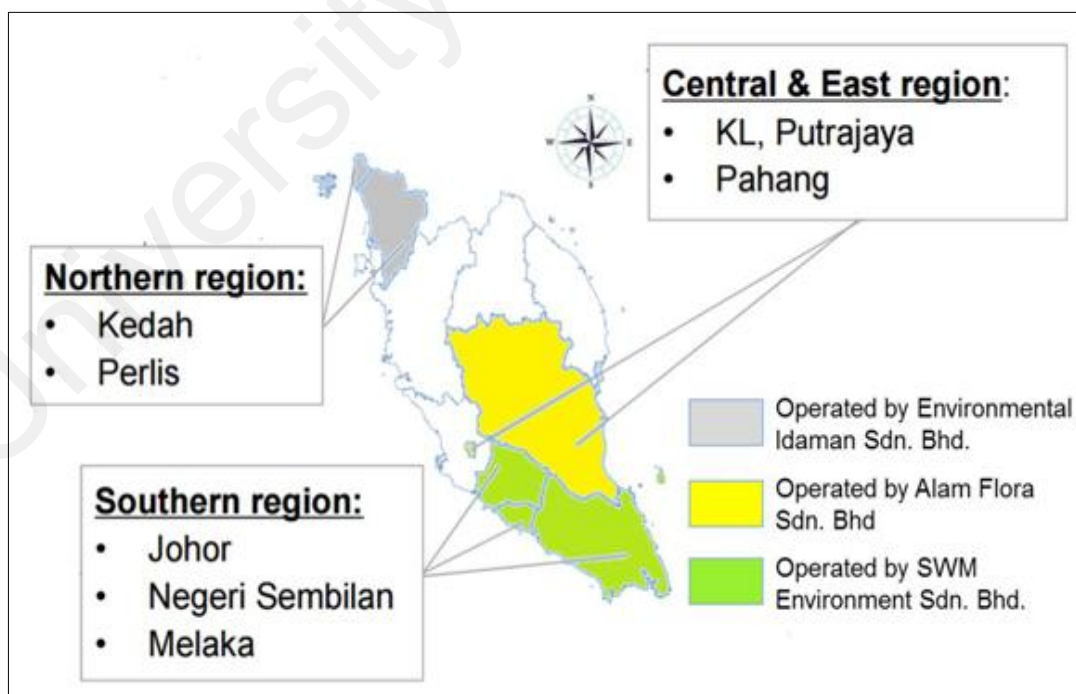 University
N
W
E
S
Central & East region:
• KL, Putrajaya
• Pahang
Northern region:
• Kedah
• Perlis
Southern region:
• Johor
• Negeri Sembilan
• Melaka
Operated by Environmental
Idaman Sdn. Bhd.
Operated by Alam Flora
Sdn. Bhd
Operated by SWM
Environment Sdn. Bhd.